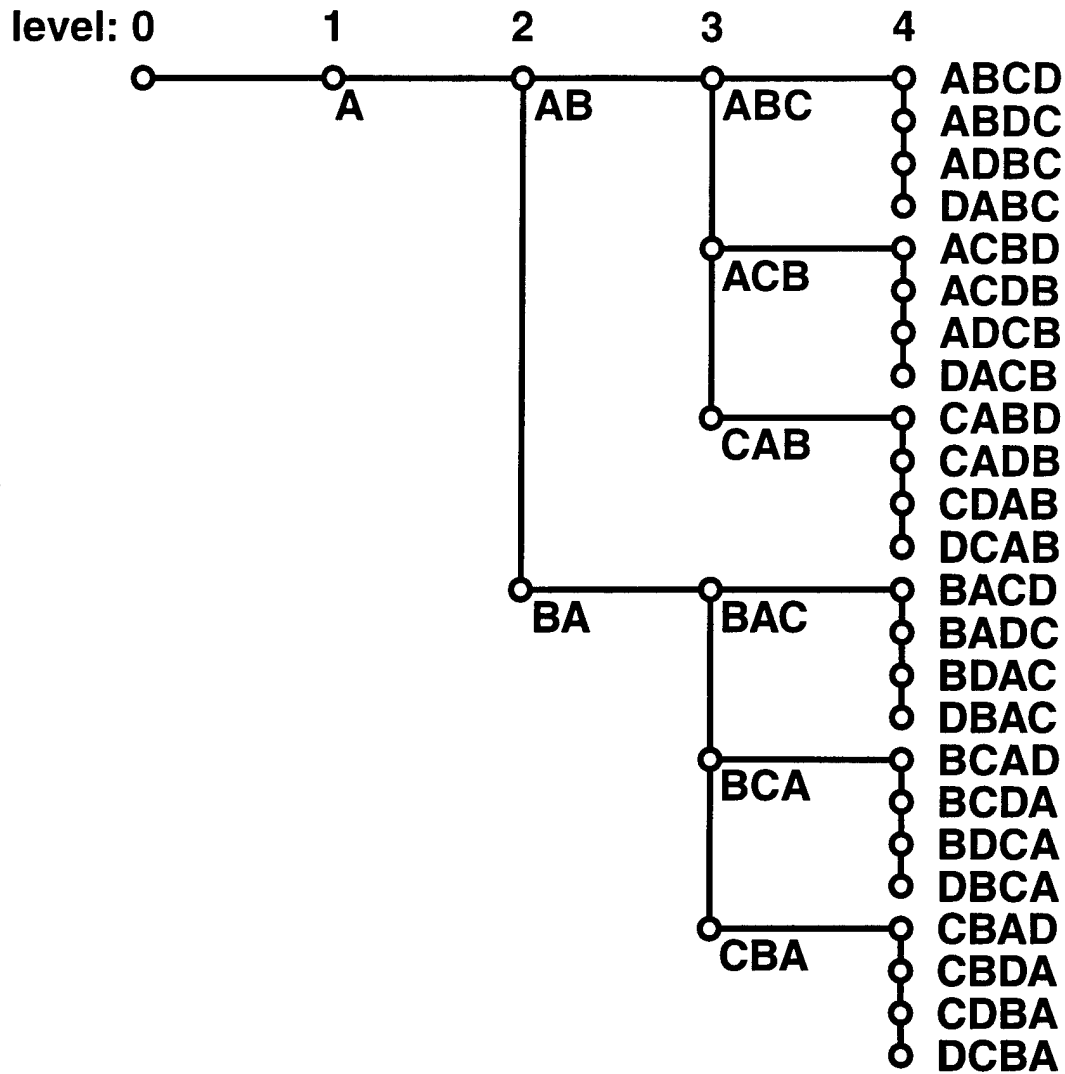 level: 0 1 2 3 4
ABCD
A AB ABC
ABDC
ADBC
DABC
ACBD
ACB
ACDB
ADCB
DACB
CABD
CAB
CADB
CDAB
DCAB
BACD
BA BAC
BADC
BDAC
DBAC
BCAD
BCA
BCDA
BDCA
DBCA
CBAD
CBA
CBDA
CDBA
DCBA